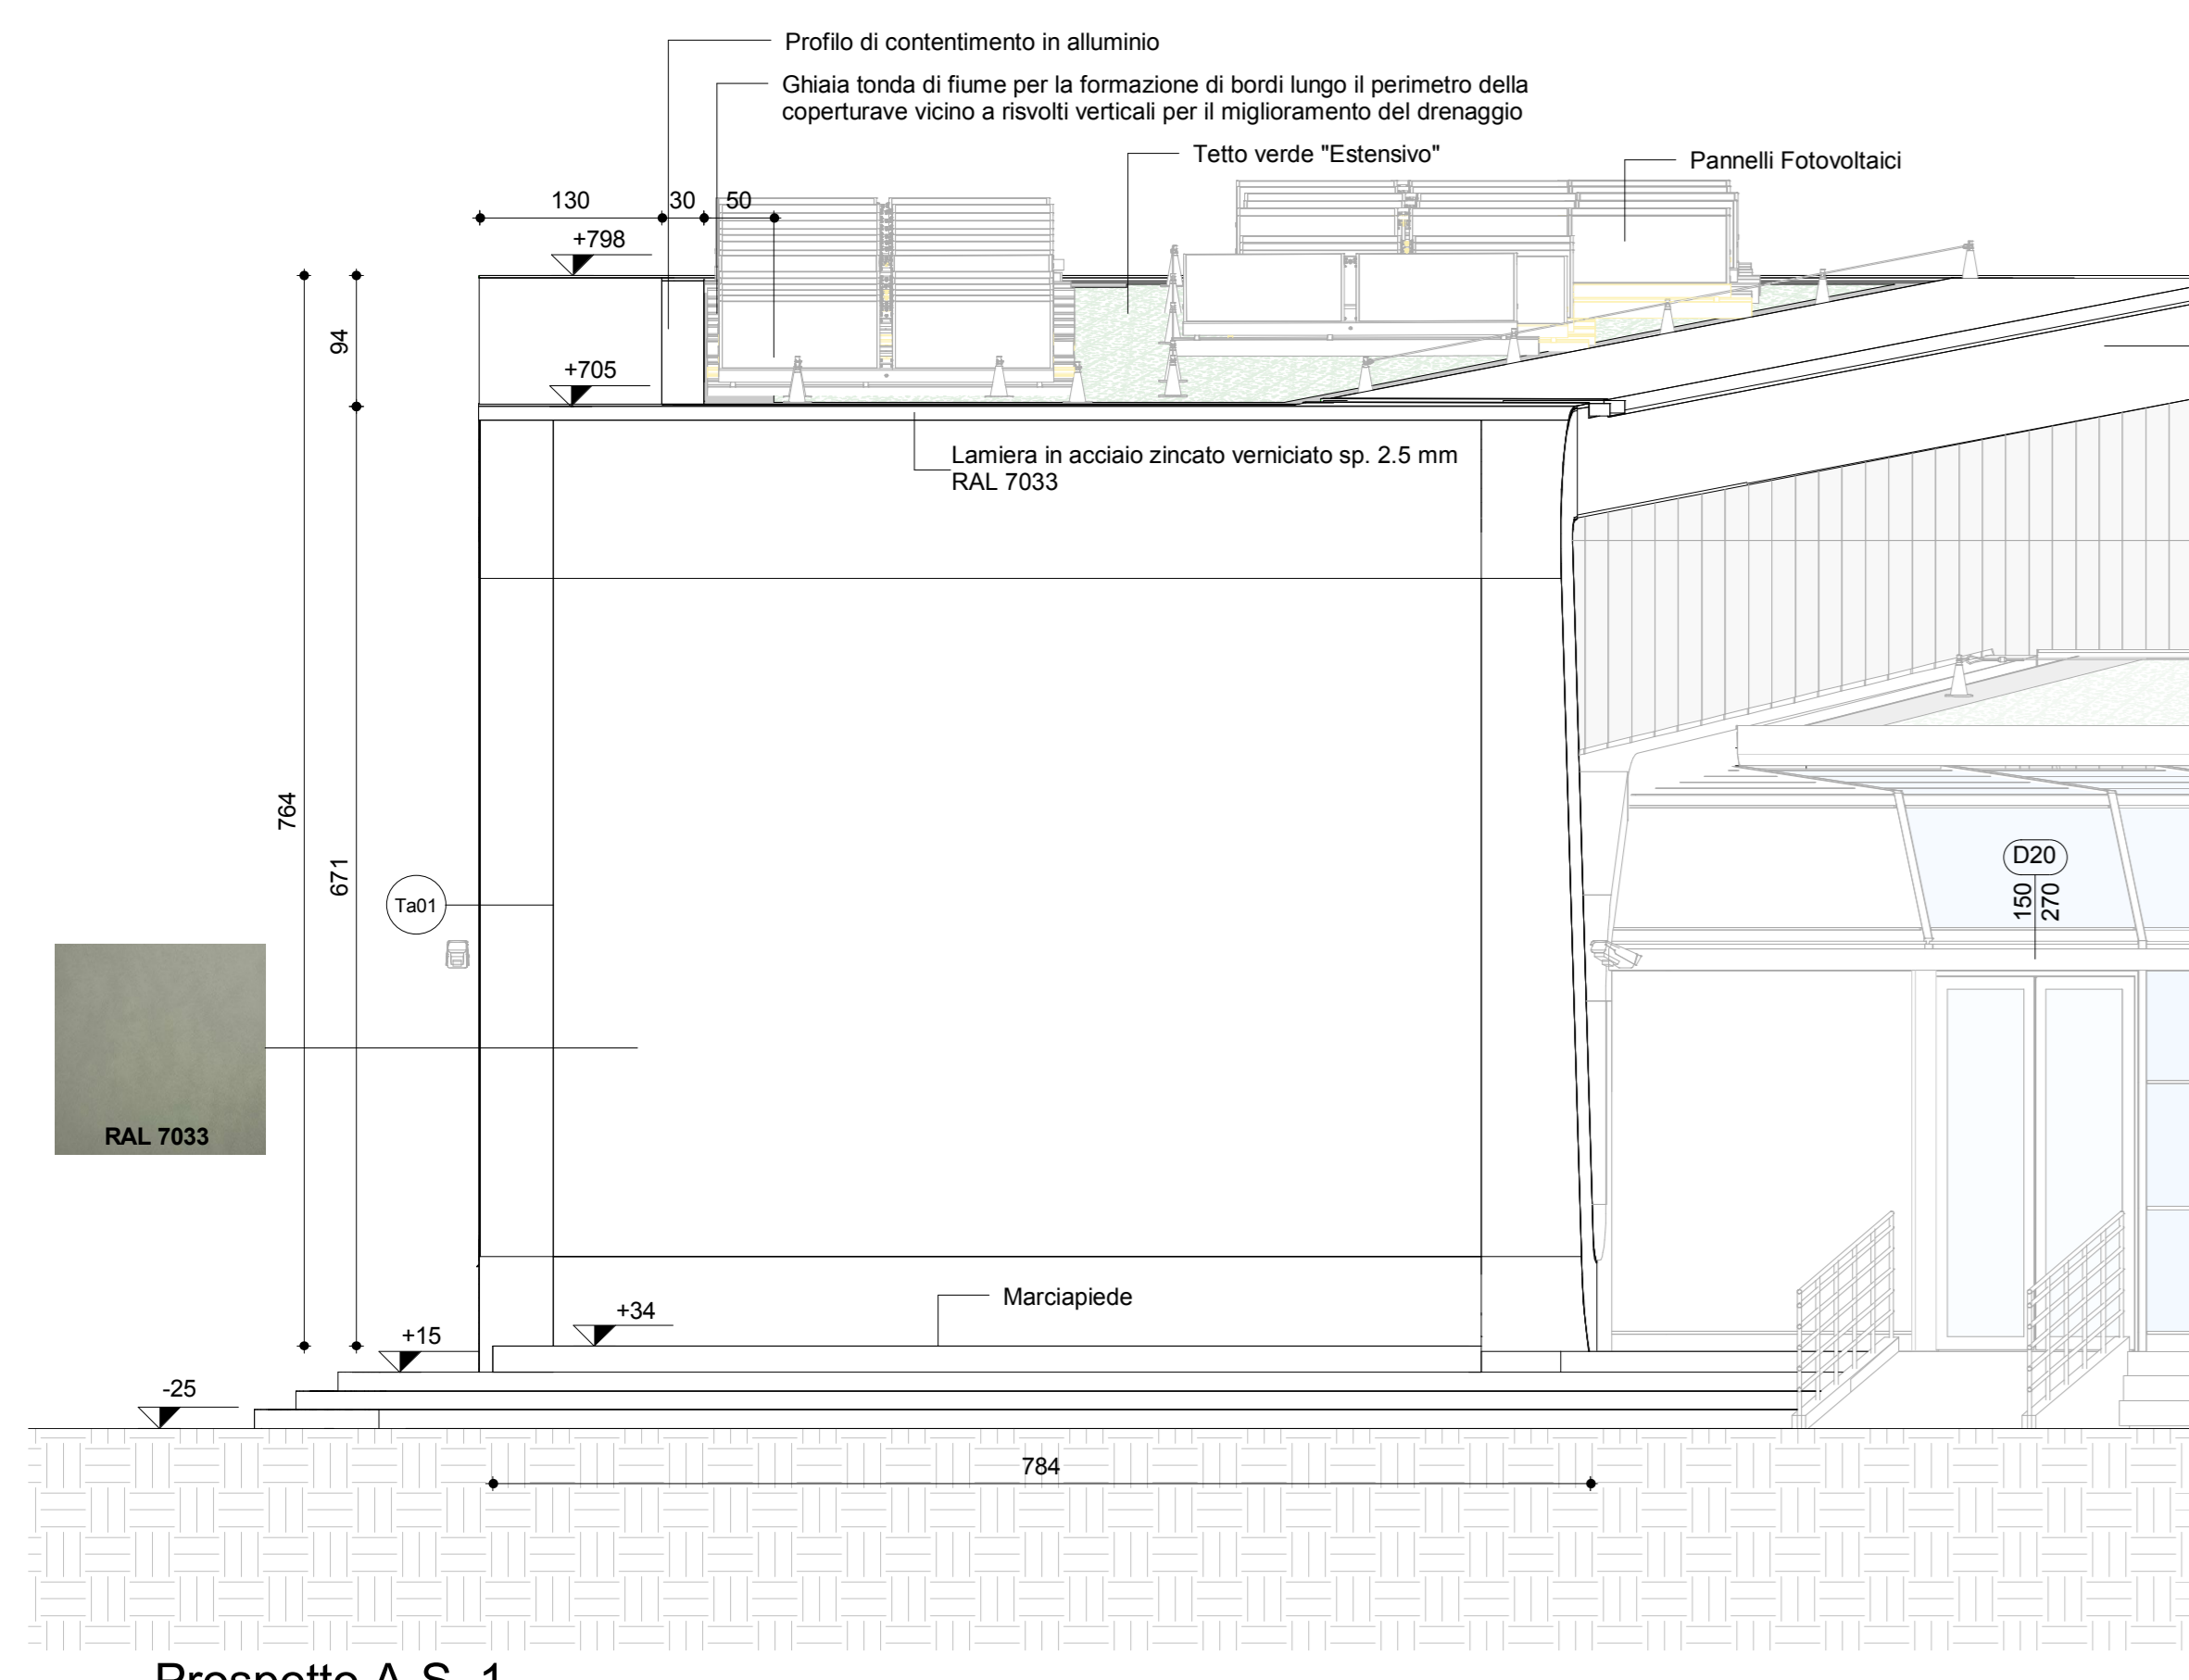 Profilo di contentimento in alluminio
Ghiaia tonda di fiume per la formazione di bordi lungo il perimetro della
coperturave vicino a risvolti verticali per il miglioramento del drenaggio
Tetto verde "Estensivo"
Pannelli Fotovoltaici
130
30
50
+798
94
+705
Lamiera in acciaio zincato verniciato sp. 2.5 mm
RAL 7033
764
671
Ta01
D20
150
270
RAL 7033
Marciapiede
+34
+15
-25
784
Prospetto A.S. 1